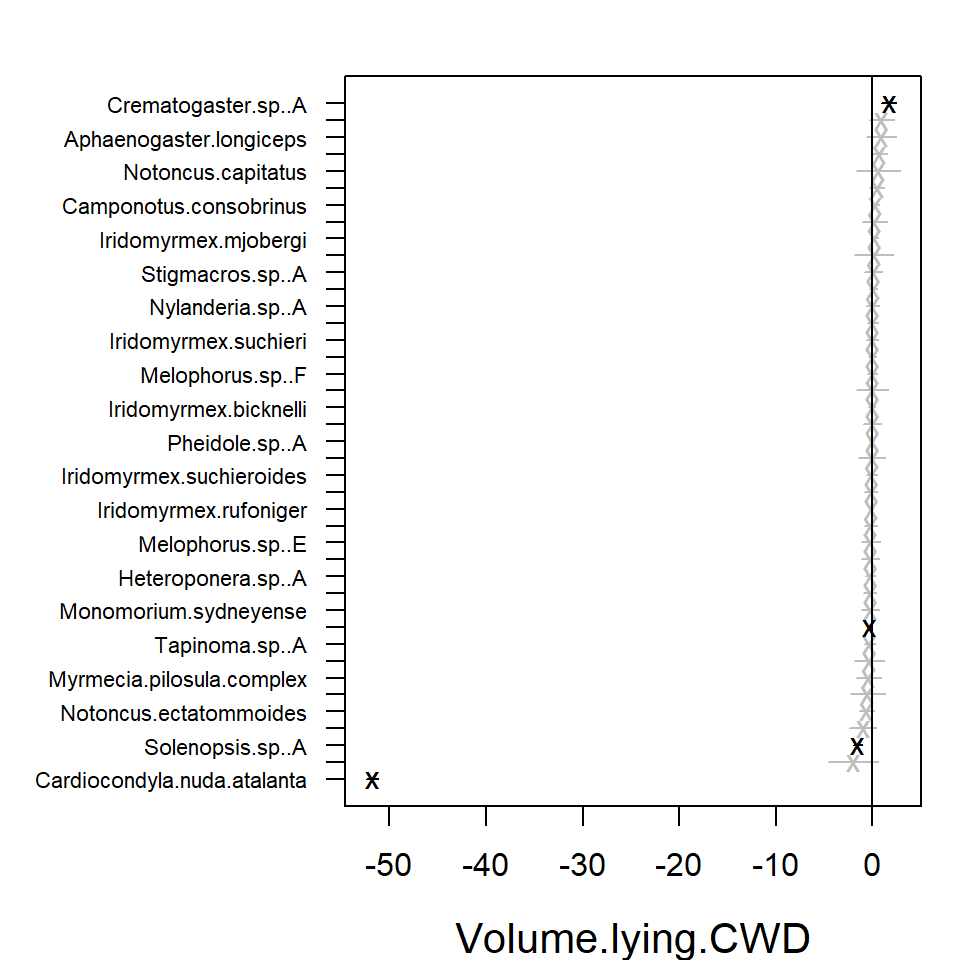 Crematogaster.sp..A
Aphaenogaster.longiceps
Notoncus.capitatus
Camponotus.consobrinus
Iridomyrmex.mjobergi
Stigmacros.sp..A
Nylanderia.sp..A
Iridomyrmex.suchieri
Melophorus.sp..F
Iridomyrmex.bicknelli
Pheidole.sp..A
Iridomyrmex.suchieroides
Iridomyrmex.rufoniger
Melophorus.sp..E
Heteroponera.sp..A
Monomorium.sydneyense
Tapinoma.sp..A
Myrmecia.pilosula.complex
Notoncus.ectatommoides
Solenopsis.sp..A
Cardiocondyla.nuda.atalanta
-50 -40 -30 -20 -10 0
Volume.lying.CWD